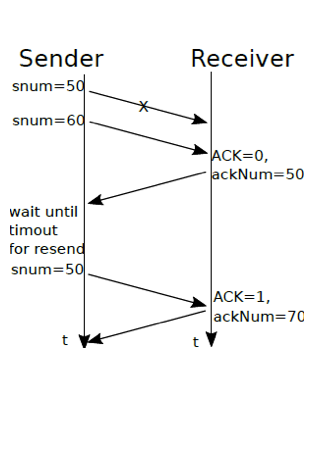 Sender
Receiver
snum=50
X
snum=60
ACK=0,
ackNum=50
wait until
timout
for resend
snum=50
ACK=1,
ackNum=70
t
t